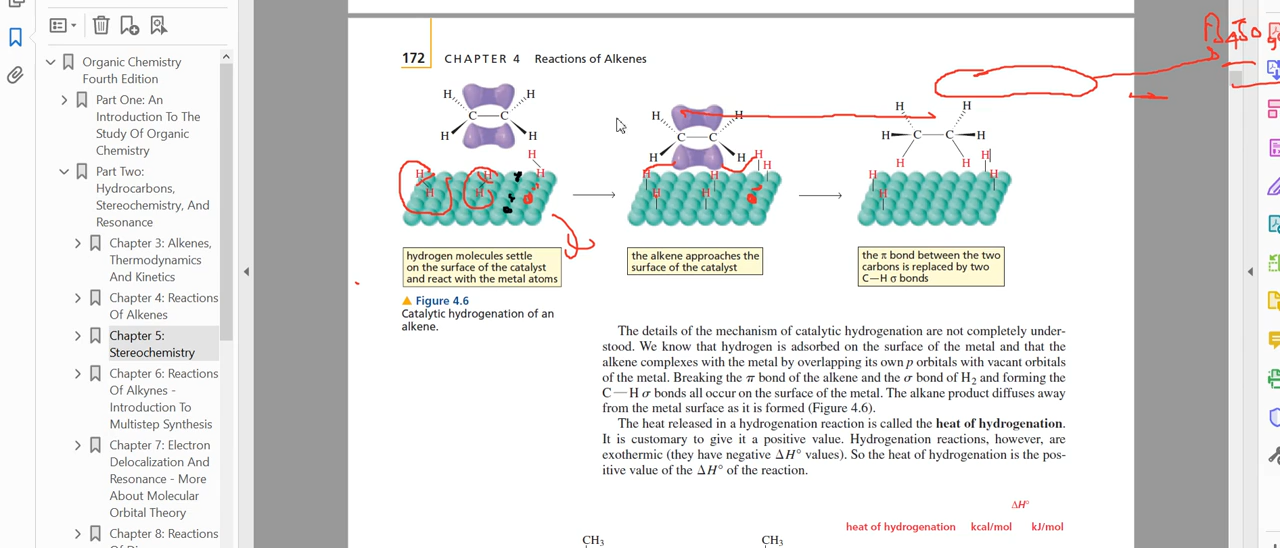 Organic Chemistry
Fourth Edition
Part One: An
Introduction To The
Study Of Organic
Chemistry
Part Two:
Hydrocarbons,
Stereochemistry, And
Resonance
Chapter 3: Alkenes,
Thermodynamics
And Kinetics
Chapter 4: Reactions
Of Alkenes
Chapter 5:
Stereochemistry
Chapter 6: Reactions
Of Alkynes -
Introduction To
Multistep Synthesis
Chapter 7: Electron
Delocalization And
Resonance - More
About Molecular
Orbital Theory
Chapter 8: Reactions
172 CHAPTER 4 Reactions of Alkenes
H H
C C
H H
H
H H H
H H
H H
C C
H H H
H H H
H H
H H
H C C H
H H H
H H
H
hydrogen molecules settle
on the surface of the catalyst
and react with the metal atoms
the alkene approaches the
surface of the catalyst
the π bond between the two
carbons is replaced by two
C—H σ bonds
▲ Figure 4.6
Catalytic hydrogenation of an
alkene.
The details of the mechanism of catalytic hydrogenation are not completely under-
stood. We know that hydrogen is adsorbed on the surface of the metal and that the
alkene complexes with the metal by overlapping its own p orbitals with vacant orbitals
of the metal. Breaking the π bond of the alkene and the σ bond of H₂ and forming the
C—H σ bonds all occur on the surface of the metal. The alkane product diffuses away
from the metal surface as it is formed (Figure 4.6).
The heat released in a hydrogenation reaction is called the heat of hydrogenation.
It is customary to give it a positive value. Hydrogenation reactions, however, are
exothermic (they have negative ΔH° values). So the heat of hydrogenation is the pos-
itive value of the ΔH° of the reaction.
ΔH°
heat of hydrogenation kcal/mol kJ/mol
CH₃ CH₃